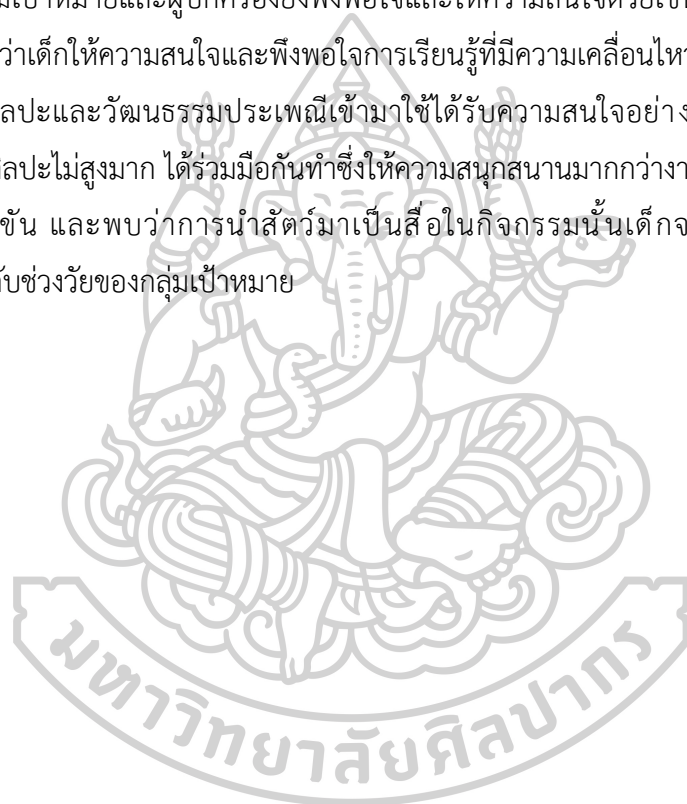 ว่าเด็กให้ความสนใจและพึงพอใจการเรียนรู้ที่มีความเคลื่อนไหว
ลปะและวัฒนธรรมประเพณีเข้ามาใช้ได้รับความสนใจอย่าง
ศิลปะไม่สูงมาก ได้ร่วมมือกันทำซึ่งให้ความสนุกสนานมากกว่างา
ขัน และพบว่าการนำสัตว์มาเป็นสื่อในกิจกรรมนั้นเด็กจ
ับช่วงวัยของกลุ่มเป้าหมาย
มหาวิทยาลัยศิลปากร